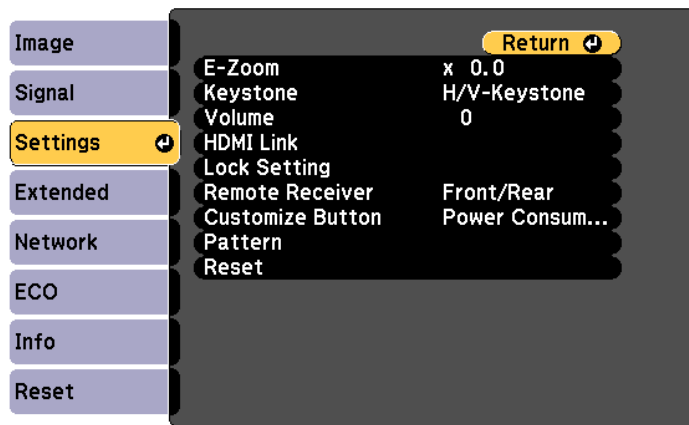 Image
Signal
Settings
Extended
Network
ECO
Info
Reset
Return
E-Zoom x 0.0
Keystone H/V-Keystone
Volume 0
HDMI Link
Lock Setting
Remote Receiver Front/Rear
Customize Button Power Consum...
Pattern
Reset